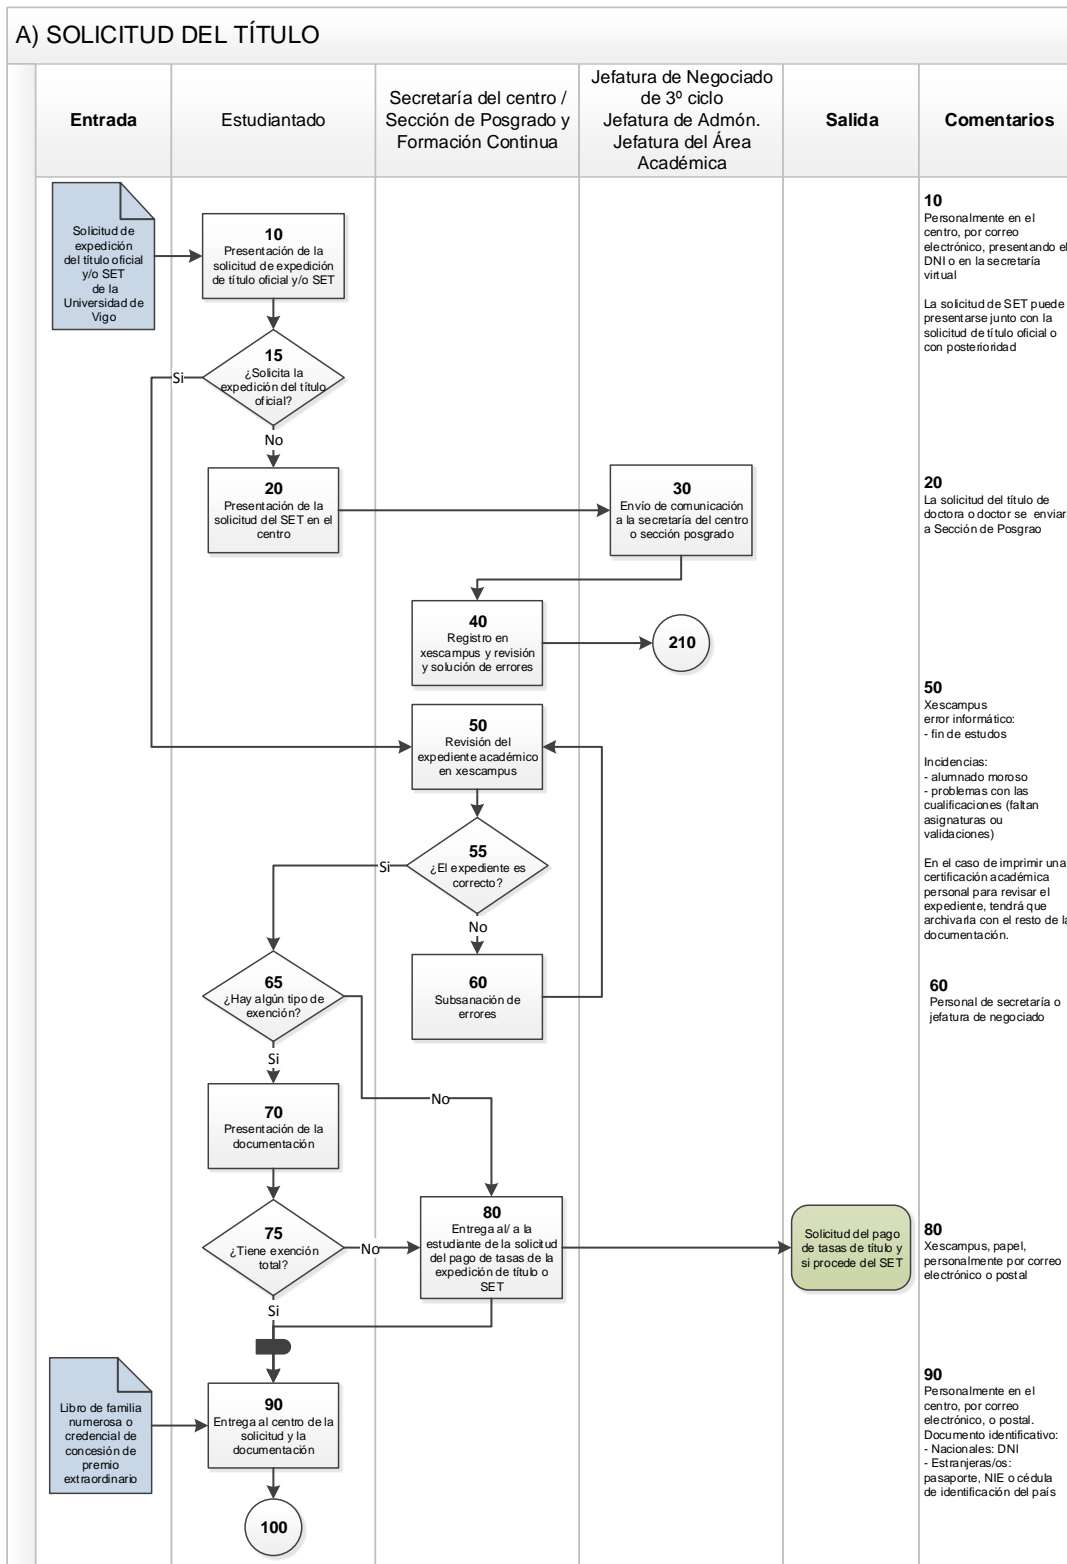 A) SOLICITUD DEL TÍTULO
Entrada
Estudiantado
Secretaría del centro /
Sección de Posgrado y
Formación Continua
Jefatura de Negociado
de 3º ciclo
Jefatura de Admón.
Jefatura del Área
Académica
Salida
Comentarios
Solicitud de
expedición
del título oficial
y/o SET
de la
Universidad de
Vigo
10
Presentación de la
solicitud de expedición
de título oficial y/o SET
10
Personalmente en el
centro, por correo
electrónico, presentando el
DNI o en la secretaría
virtual
La solicitud de SET puede
presentarse junto con la
solicitud de título oficial o
con posterioridad
15
¿Solicita la
expedición del título
oficial?
Si
No
20
Presentación de la
solicitud del SET en el
centro
30
Envío de comunicación
a la secretaría del centro
o sección posgrado
20
La solicitud del título de
doctora o doctor se enviará
a Sección de Posgrao
40
Registro en
xescampus y revisión
y solución de errores
210
50
Revisión del
expediente académico
en xescampus
50
Xescampus
error informático:
- fin de estudos
Incidencias:
- alumnado moroso
- problemas con las
cualificaciones (faltan
asignaturas ou
validaciones)
En el caso de imprimir una
certificación académica
personal para revisar el
expediente, tendrá que
archivarla con el resto de la
documentación.
55
¿El expediente es
correcto?
Si
No
65
¿Hay algún tipo de
exención?
60
Subsanación de
errores
60
Personal de secretaría o
jefatura de negociado
Si
No
70
Presentación de la
documentación
75
¿Tiene exención
total?
No
Si
80
Entrega al/ a la
estudiante de la solicitud
del pago de tasas de la
expedición de título o
SET
Solicitud del pago
de tasas de título y
si procede del SET
80
Xescampus, papel,
personalmente por correo
electrónico o postal
Libro de familia
numerosa o
credencial de
concesión de
premio
extraordinario
90
Entrega al centro de la
solicitud y la
documentación
90
Personalmente en el
centro, por correo
electrónico, o postal.
Documento identificativo:
- Nacionales: DNI
- Estranjeras/os:
pasaporte, NIE o cédula
de identificación del país
100